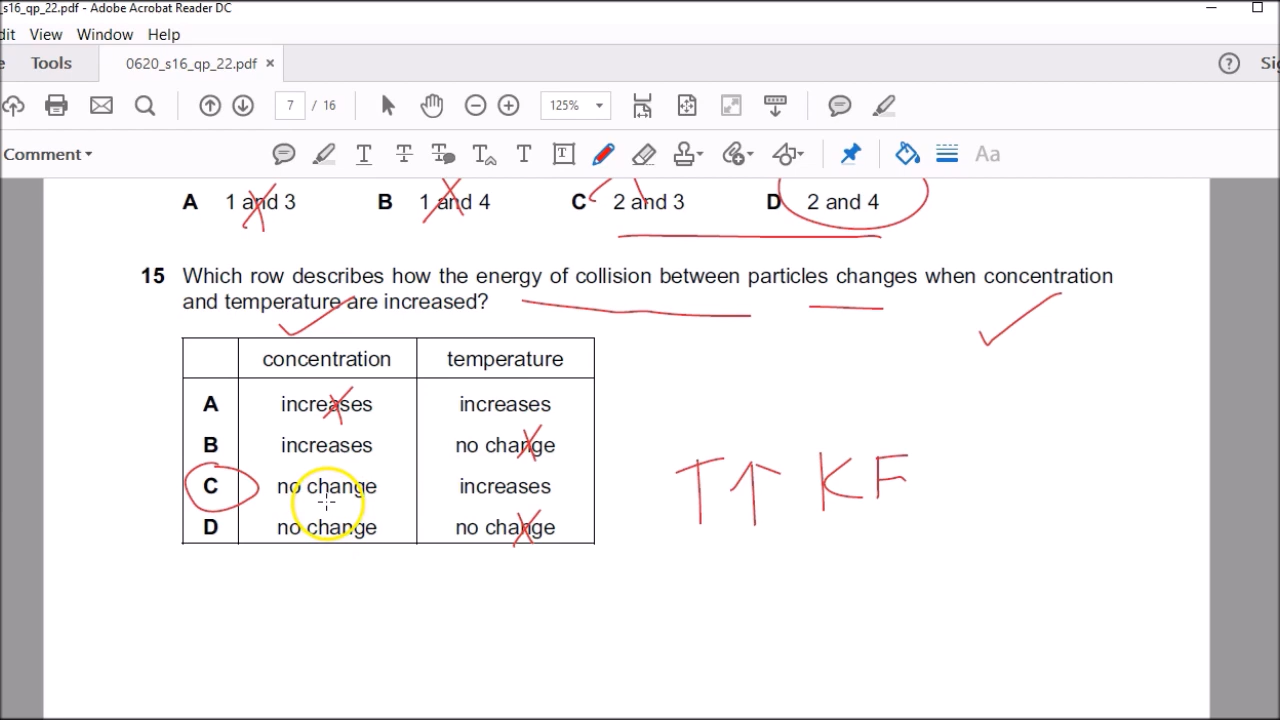 _s16_qp_22.pdf - Adobe Acrobat Reader DC
dit View Window Help
e Tools 0620_s16_qp_22.pdf × ? Sig
7 / 16 125%
Comment T T T T T T Aa
A 1 and 3 B 1 and 4 C 2 and 3 D 2 and 4
15 Which row describes how the energy of collision between particles changes when concentration
and temperature are increased?
concentration temperature
A increases increases
B increases no change
C no change increases
D no change no change
T↑ KE